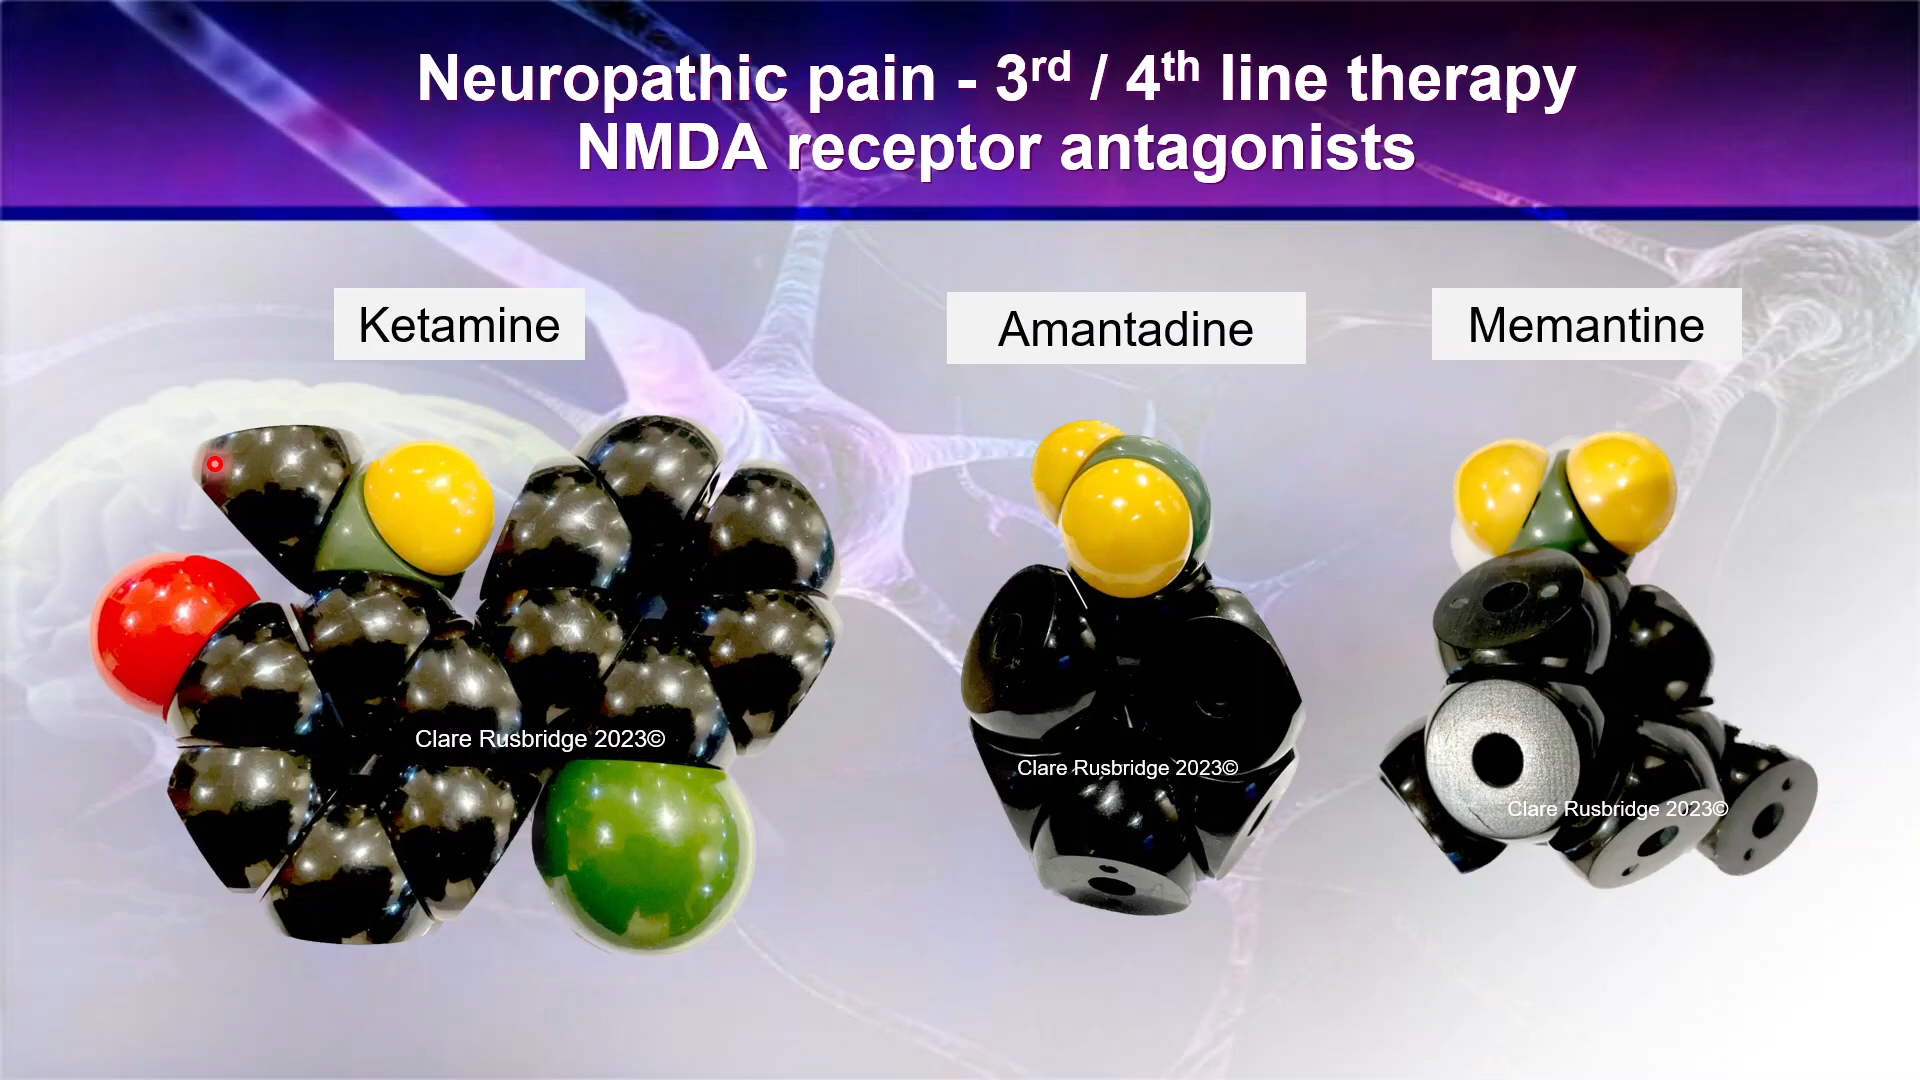 Neuropathic pain - 3rd / 4th line therapy
NMDA receptor antagonists
Ketamine
Amantadine
Memantine
Clare Rusbridge 2023©
Clare Rusbridge 2023©
Clare Rusbridge 2023©